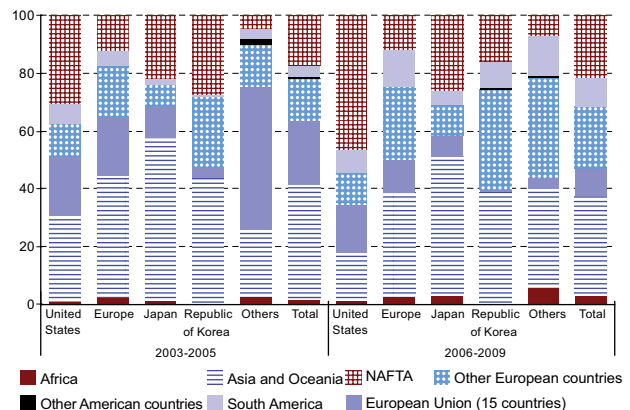 100
80
60
40
20
0
United States Europe Japan Republic of Korea Others Total United States Europe Japan Republic of Korea Others Total
2003-2005 2006-2009
Africa Asia and Oceania NAFTA Other European countries
Other American countries South America European Union (15 countries)